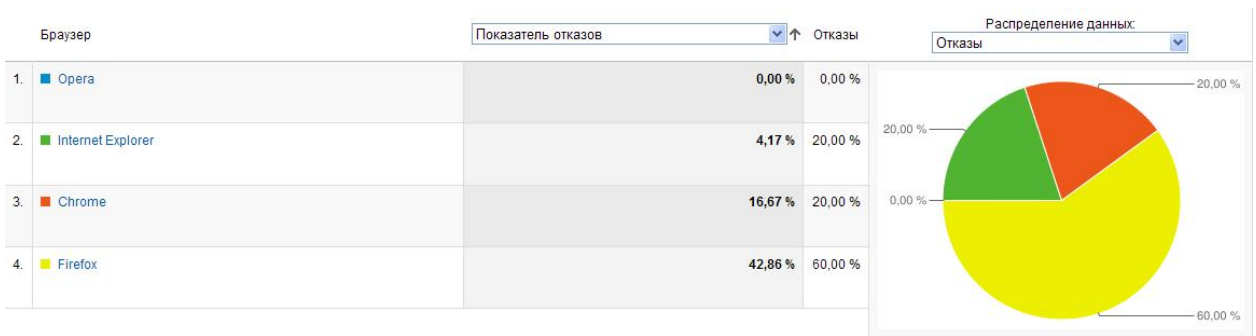 Браузер
Показатель отказов
Отказы
Распределение данных:
Отказы
1. Opera 0,00 % 0,00 %
2. Internet Explorer 4,17 % 20,00 %
3. Chrome 16,67 % 20,00 %
4. Firefox 42,86 % 60,00 %
20,00 %
20,00 %
0,00 %
60,00 %